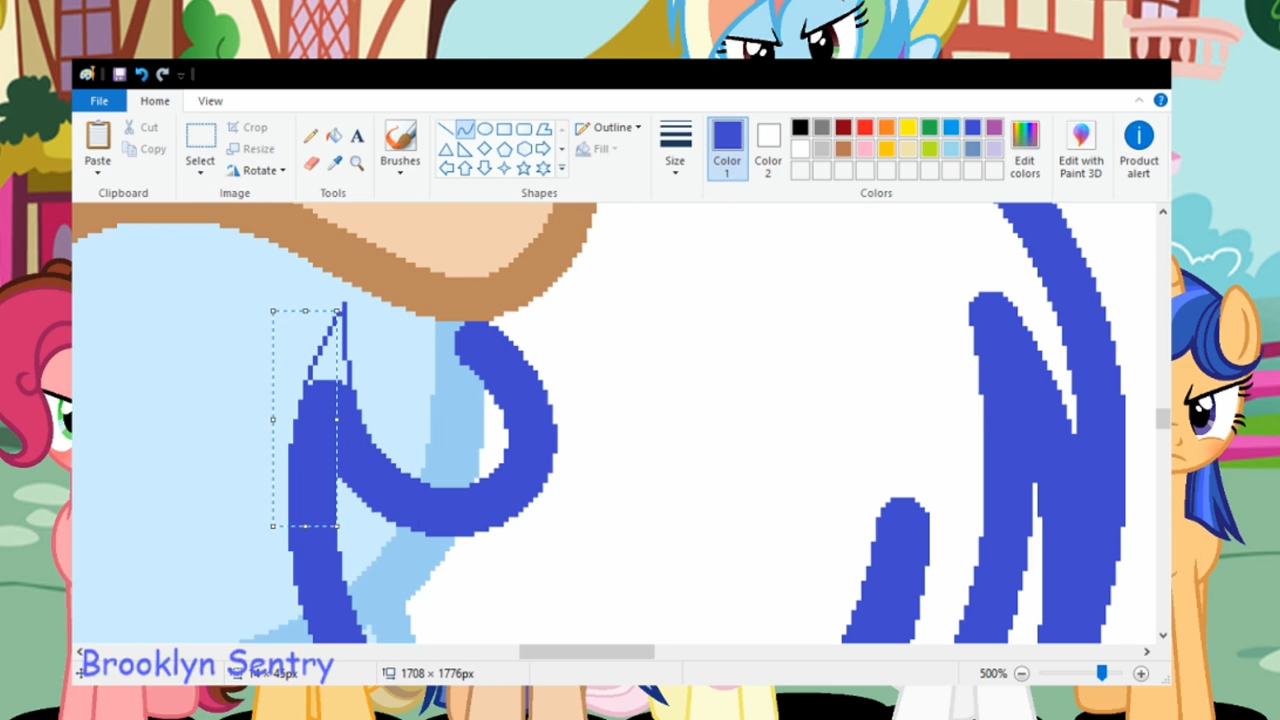 File Home View
Cut Crop Outline
Copy Resize Fill
Paste Select Rotate Brushes Size Color 1 Color 2 Edit colors Edit with Paint 3D Product alert
Clipboard Image Tools Shapes Colors
Brooklyn Sentry
1708 × 1776px 500%